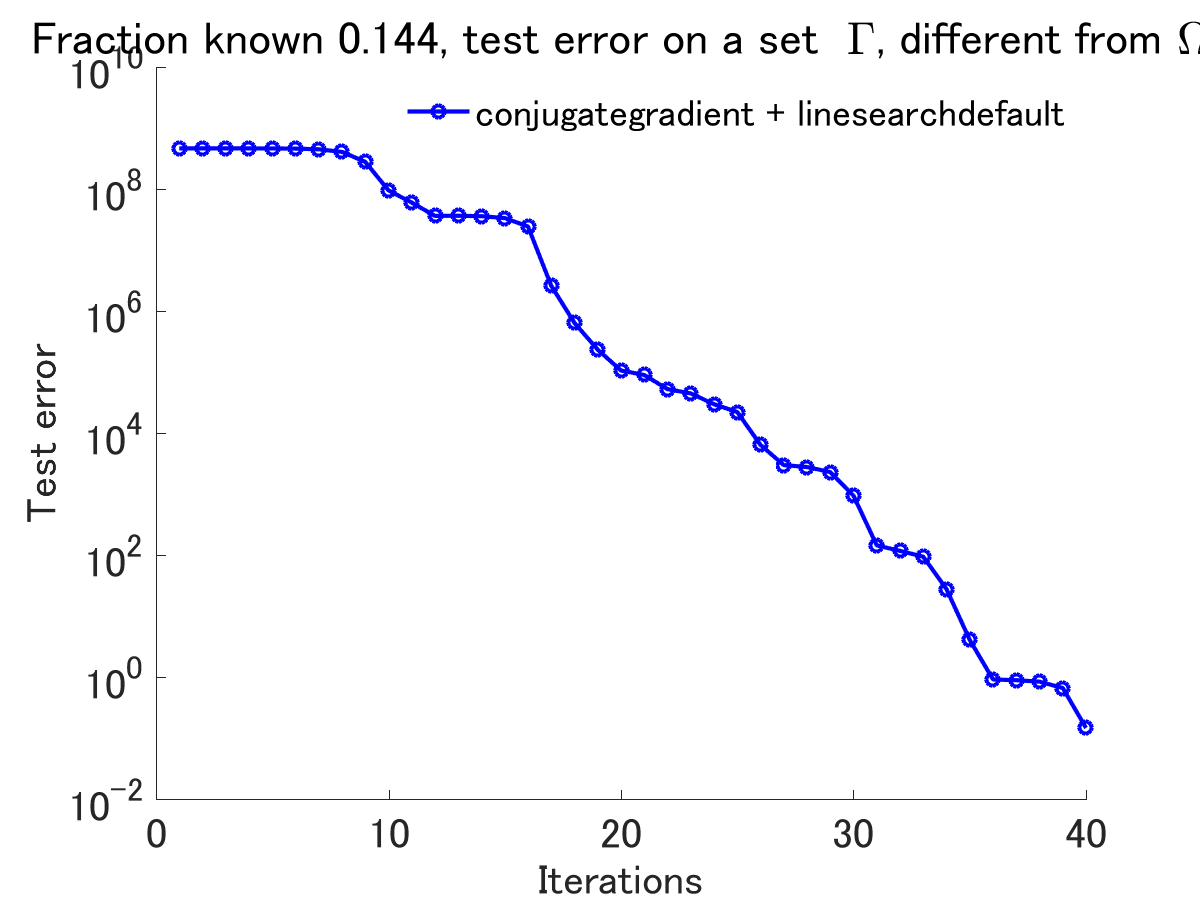 Fraction known 0.144, test error on a set Γ, different from Ω
10^10
conjugategradient + linesearchdefault
10^8
10^6
10^4
10^2
10^0
10^−2
Test error
0 10 20 30 40
Iterations